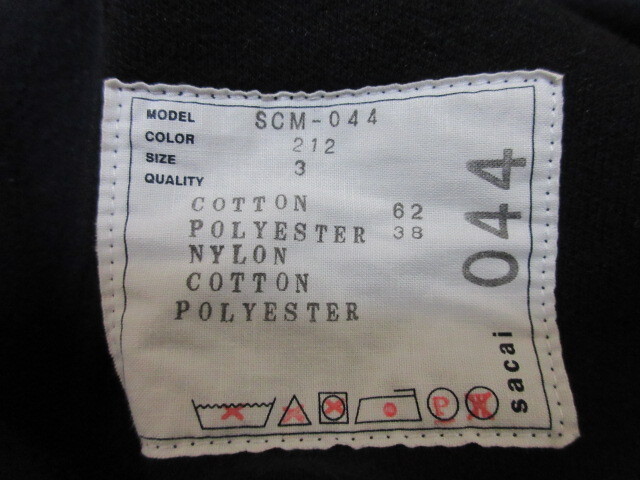 MODEL SCM-044
COLOR 212
SIZE 3
QUALITY
COTTON 62
POLYESTER 38
NYLON
COTTON
POLYESTER
P W
sacai 044